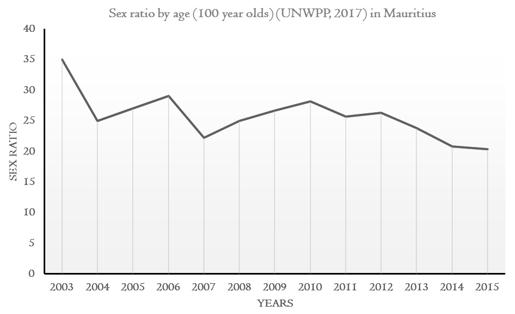 Sex ratio by age (100 year olds) (UNWPP, 2017) in Mauritius
40
35
30
25
20
15
10
5
0
SEX RATIO
2003 2004 2005 2006 2007 2008 2009 2010 2011 2012 2013 2014 2015
YEARS